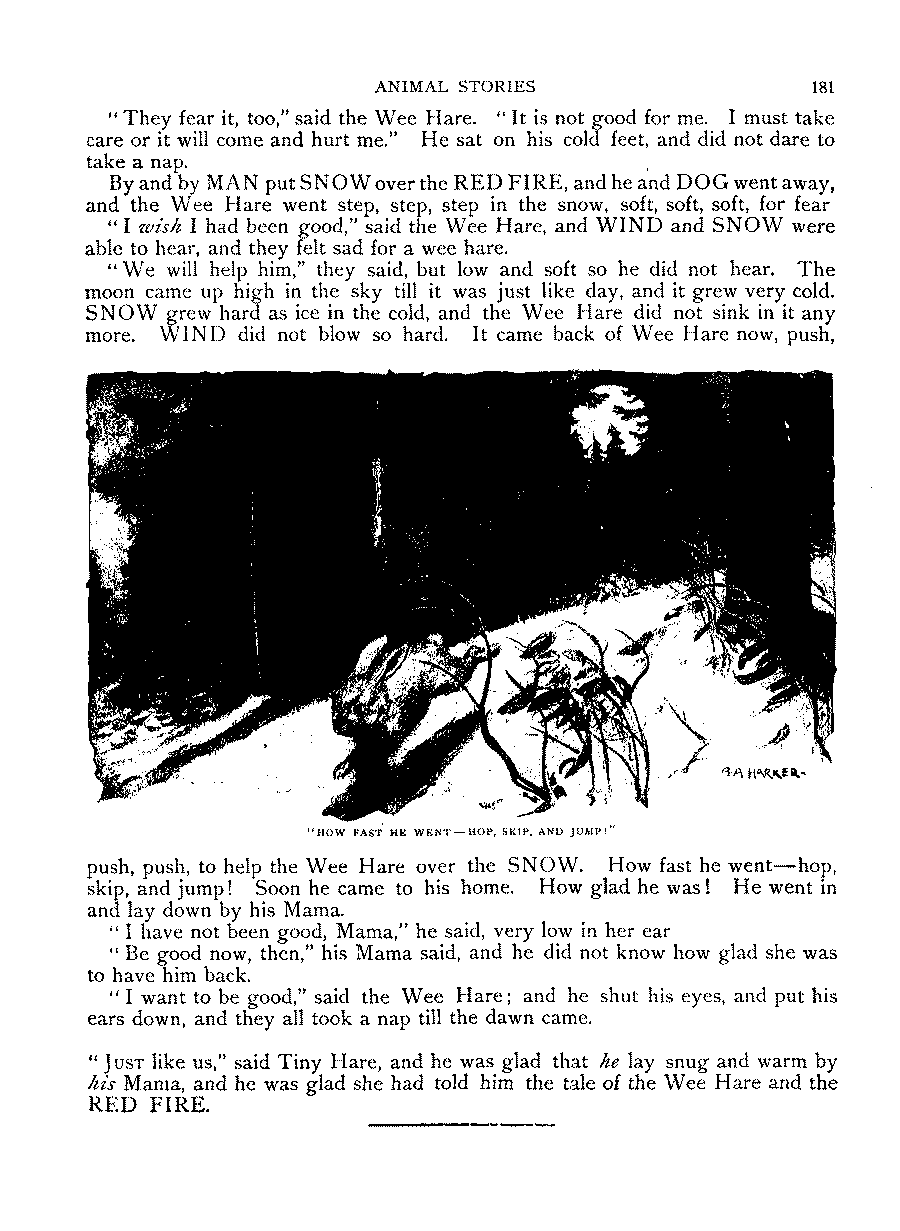 ANIMAL STORIES 181
"They fear it, too," said the Wee Hare. "It is not good for me. I must take
care or it will come and hurt me." He sat on his cold feet, and did not dare to
take a nap.
By and by MAN put SNOW over the RED FIRE, and he and DOG went away,
and the Wee Hare went step, step, step in the snow, soft, soft, soft, for fear
"I wish I had been good," said the Wee Hare, and WIND and SNOW were
able to hear, and they felt sad for a wee hare.
"We will help him," they said, but low and soft so he did not hear. The
moon came up high in the sky till it was just like day, and it grew very cold.
SNOW grew hard as ice in the cold, and the Wee Hare did not sink in it any
more. WIND did not blow so hard. It came back of Wee Hare now, push,
B A HARKER-
"HOW FAST HE WENT—HOP, SKIP, AND JUMP!"
push, push, to help the Wee Hare over the SNOW. How fast he went—hop,
skip, and jump! Soon he came to his home. How glad he was! He went in
and lay down by his Mama.
"I have not been good, Mama," he said, very low in her ear
"Be good now, then," his Mama said, and he did not know how glad she was
to have him back.
"I want to be good," said the Wee Hare; and he shut his eyes, and put his
ears down, and they all took a nap till the dawn came.
"JUST like us," said Tiny Hare, and he was glad that he lay snug and warm by
his Mama, and he was glad she had told him the tale of the Wee Hare and the
RED FIRE.